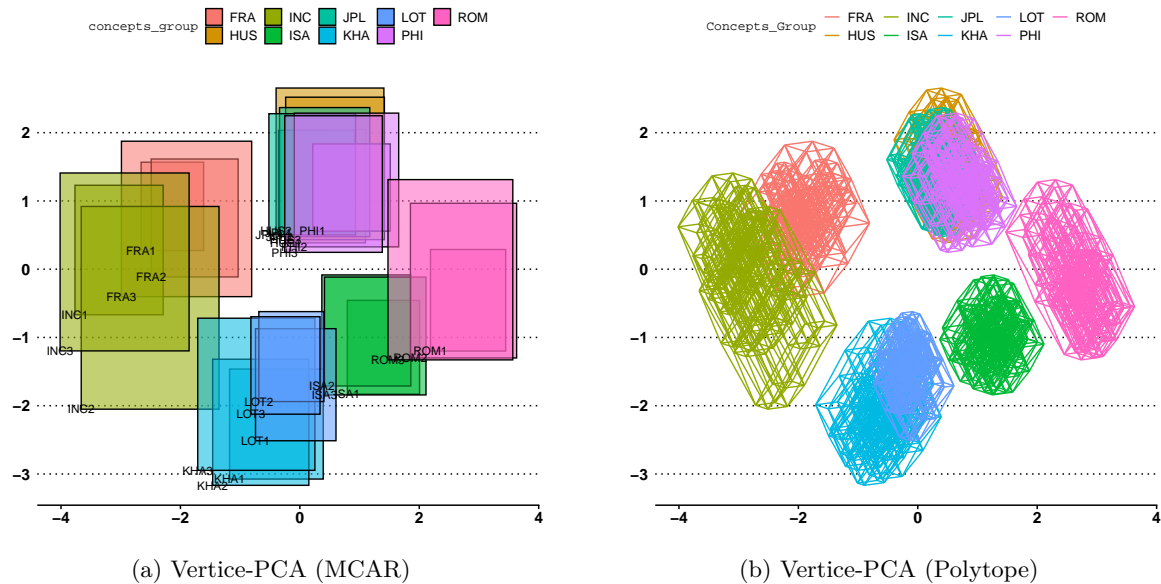 concepts_group FRA INC JPL LOT ROM
HUS ISA KHA PHI
2
1
0
−1
−2
−3
−4 −2 0 2 4
FRA1
FRA2
FRA3
INC1
INC3
INC2
PHI1
PHI3
ROM1
ROM2
ISA2
ISA3
LOT2
LOT3
LOT1
KHA3
KHA1
KHA2
(a) Vertice-PCA (MCAR)
Concepts_Group FRA INC JPL LOT ROM
HUS ISA KHA PHI
2
1
0
−1
−2
−3
−4 −2 0 2 4
(b) Vertice-PCA (Polytope)